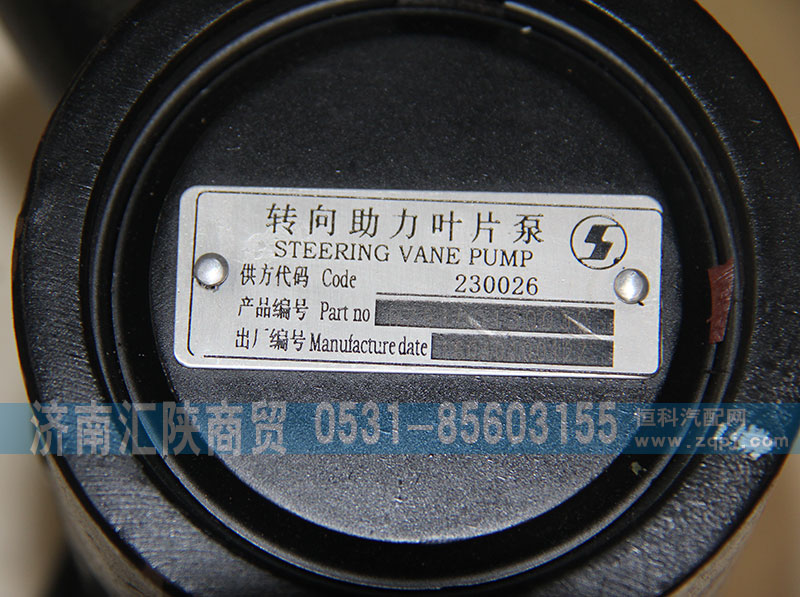 转向助力叶片泵
STEERING VANE PUMP
供方代码 Code 230026
产品编号 Part no
出厂编号 Manufacture date
济南汇陕商贸 0531-85603155
恒科汽配网